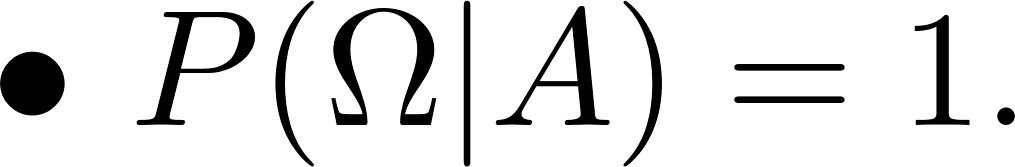 • P(Ω|A) = 1.